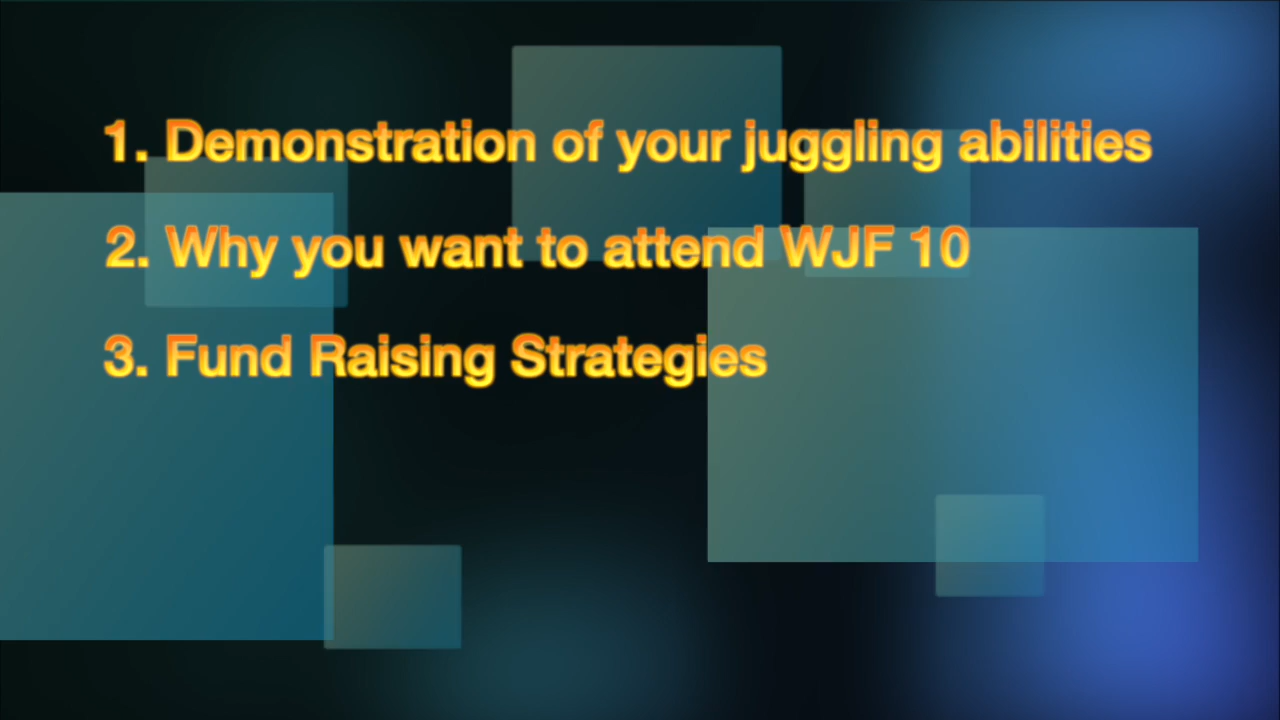 1. Demonstration of your juggling abilities
2. Why you want to attend WJF 10
3. Fund Raising Strategies